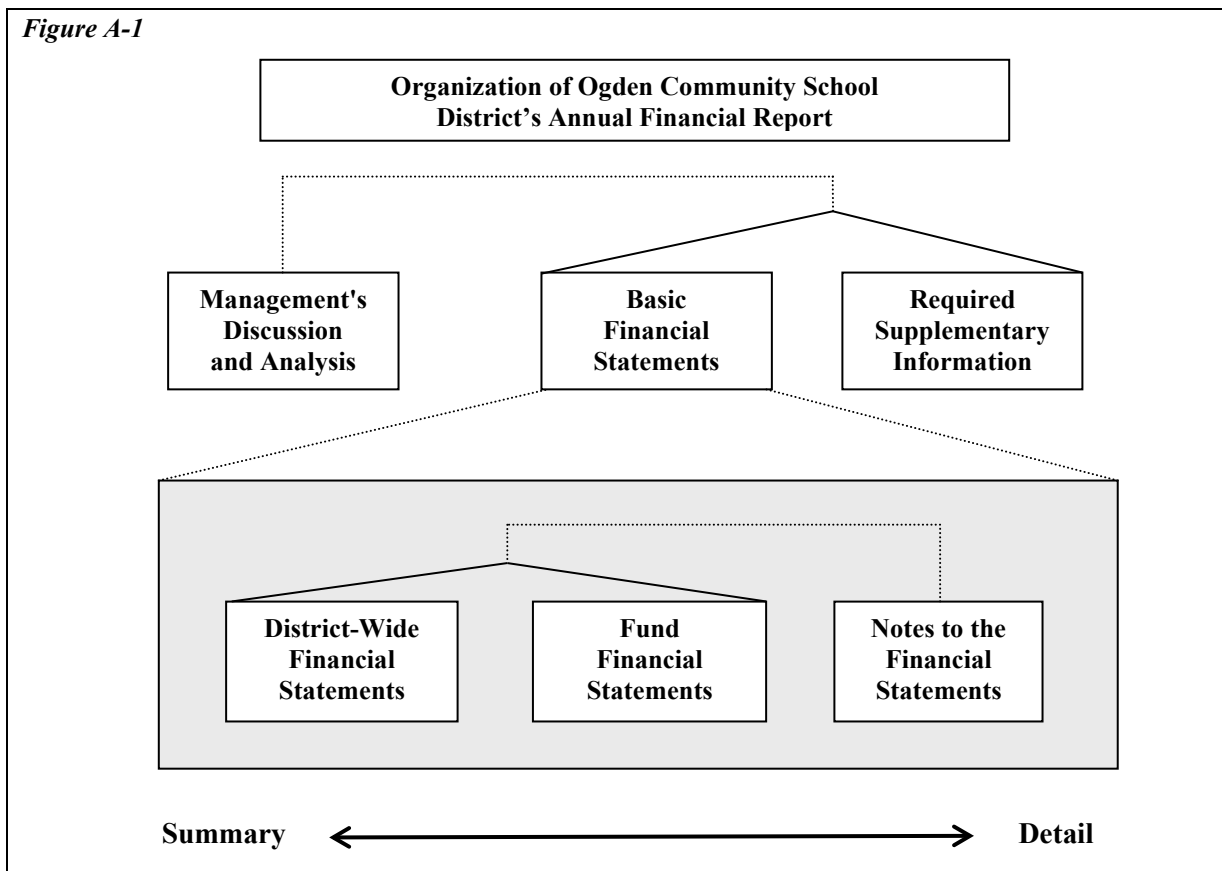 Figure A-1
Organization of Ogden Community School
District’s Annual Financial Report
Management's
Discussion
and Analysis
Basic
Financial
Statements
Required
Supplementary
Information
District-Wide
Financial
Statements
Fund
Financial
Statements
Notes to the
Financial
Statements
Summary
Detail